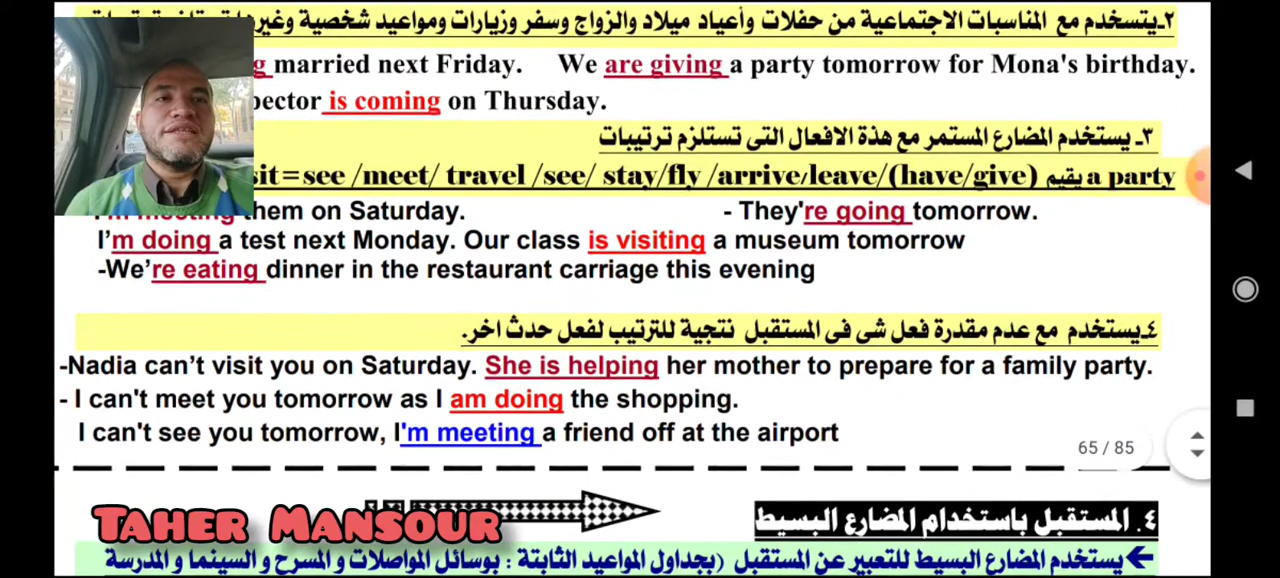 ٢ـ يتسخدم مع المناسبات الاجتماعية من حفلات وأعياد ميلاد والزواج وسفر وزيارات ومواعيد شخصية
g married next Friday. We are giving a party tomorrow for Mona's birthday.
pector is coming on Thursday.
٣ـ يستخدم المضارع المستمر مع هذة الافعال التى تستلزم ترتيبات
sit=see /meet/ travel /see/ stay/fly /arrive/leave/(have/give) يقيم a party
I'm meeting them on Saturday. - They're going tomorrow.
I'm doing a test next Monday. Our class is visiting a museum tomorrow
-We're eating dinner in the restaurant carriage this evening
٤ـ يستخدم مع عدم مقدرة فعل شى فى المستقبل نتجية للترتيب لفعل حدث اخر.
-Nadia can't visit you on Saturday. She is helping her mother to prepare for a family party.
- I can't meet you tomorrow as I am doing the shopping.
I can't see you tomorrow, I'm meeting a friend off at the airport
65 / 85
TAHER MANSOUR
٤. المستقبل باستخدام المضارع البسيط
يستخدم المضارع البسيط للتعبير عن المستقبل (بجداول المواعيد الثابتة : بوسائل المواصلات و المسرح و السينما و المدرسة